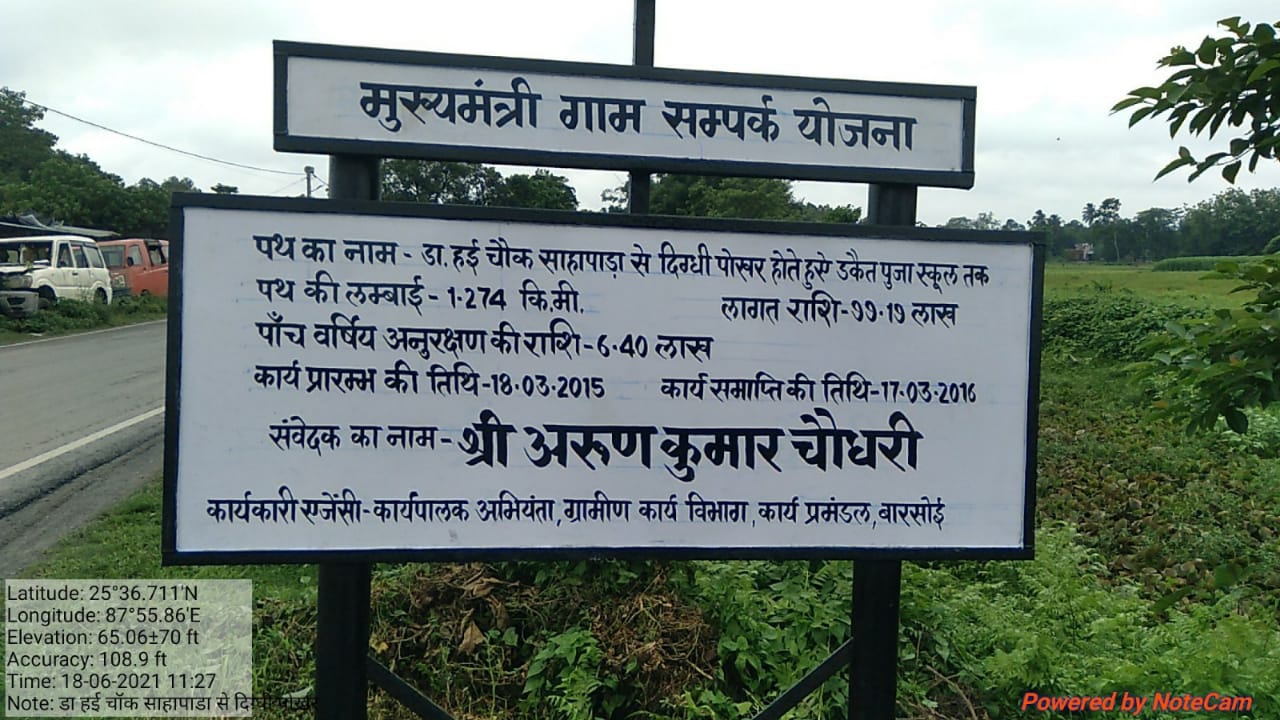 मुख्यमंत्री गाम सम्पर्क योजना
पथ का नाम - डा. हई चौक साहापाड़ा से दिग्धी पोखर होते हुए डकैत पुजा स्कूल तक
पथ की लम्बाई - 1.274 कि.मी. लागत राशि - 99.19 लाख
पाँच वर्षिय अनुरक्षण की राशि - 6.40 लाख
कार्य प्रारम्भ की तिथि - 18.03.2015 कार्य समाप्ति की तिथि - 17.03.2016
संवेदक का नाम - श्री अरूण कुमार चौधरी
कार्यकारी एजेंसी - कार्यपालक अभियंता, ग्रामीण कार्य विभाग, कार्य प्रमंडल, बारसोई
Latitude: 25°36.711'N
Longitude: 87°55.86'E
Elevation: 65.06±70 ft
Accuracy: 108.9 ft
Time: 18-06-2021 11:27
Note: डा हई चॉक साहापाडा से
Powered by NoteCam